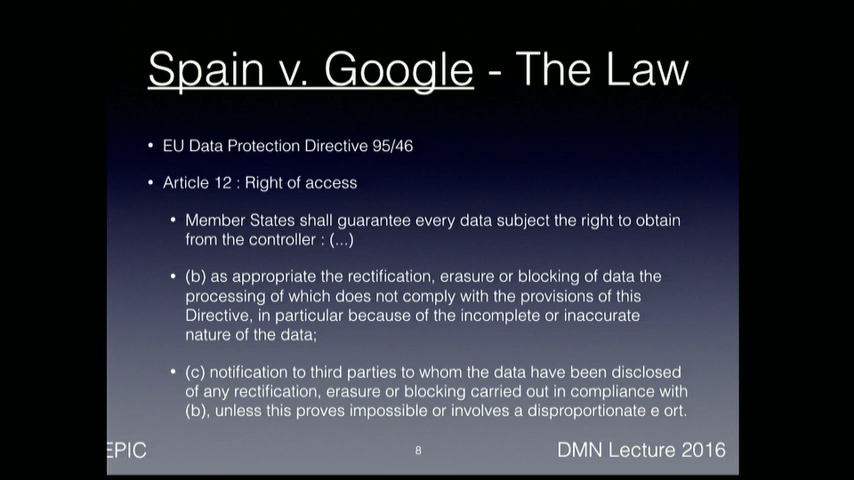 Spain v. Google - The Law
• EU Data Protection Directive 95/46
• Article 12 : Right of access
• Member States shall guarantee every data subject the right to obtain
from the controller : (...)
• (b) as appropriate the rectification, erasure or blocking of data the
processing of which does not comply with the provisions of this
Directive, in particular because of the incomplete or inaccurate
nature of the data;
• (c) notification to third parties to whom the data have been disclosed
of any rectification, erasure or blocking carried out in compliance with
(b), unless this proves impossible or involves a disproportionate e ort.
EPIC
8
DMN Lecture 2016